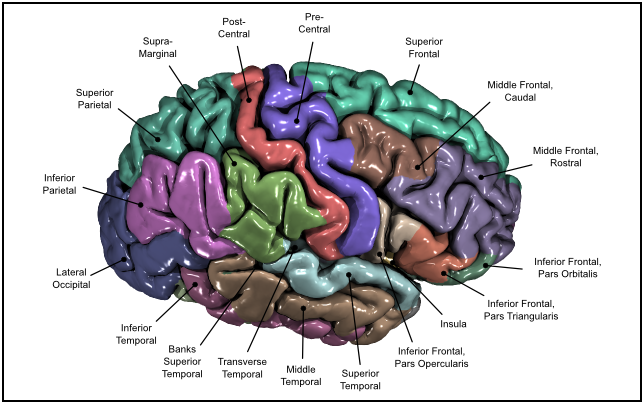 Pre-
Central
Post-
Central
Supra-
Marginal
Superior
Frontal
Superior
Parietal
Middle Frontal,
Caudal
Middle Frontal,
Rostral
Inferior
Parietal
Lateral
Occipital
Inferior Frontal,
Pars Orbitalis
Inferior Frontal,
Pars Triangularis
Insula
Inferior
Temporal
Banks
Superior
Temporal
Transverse
Temporal
Middle
Temporal
Superior
Temporal
Inferior Frontal,
Pars Opercularis